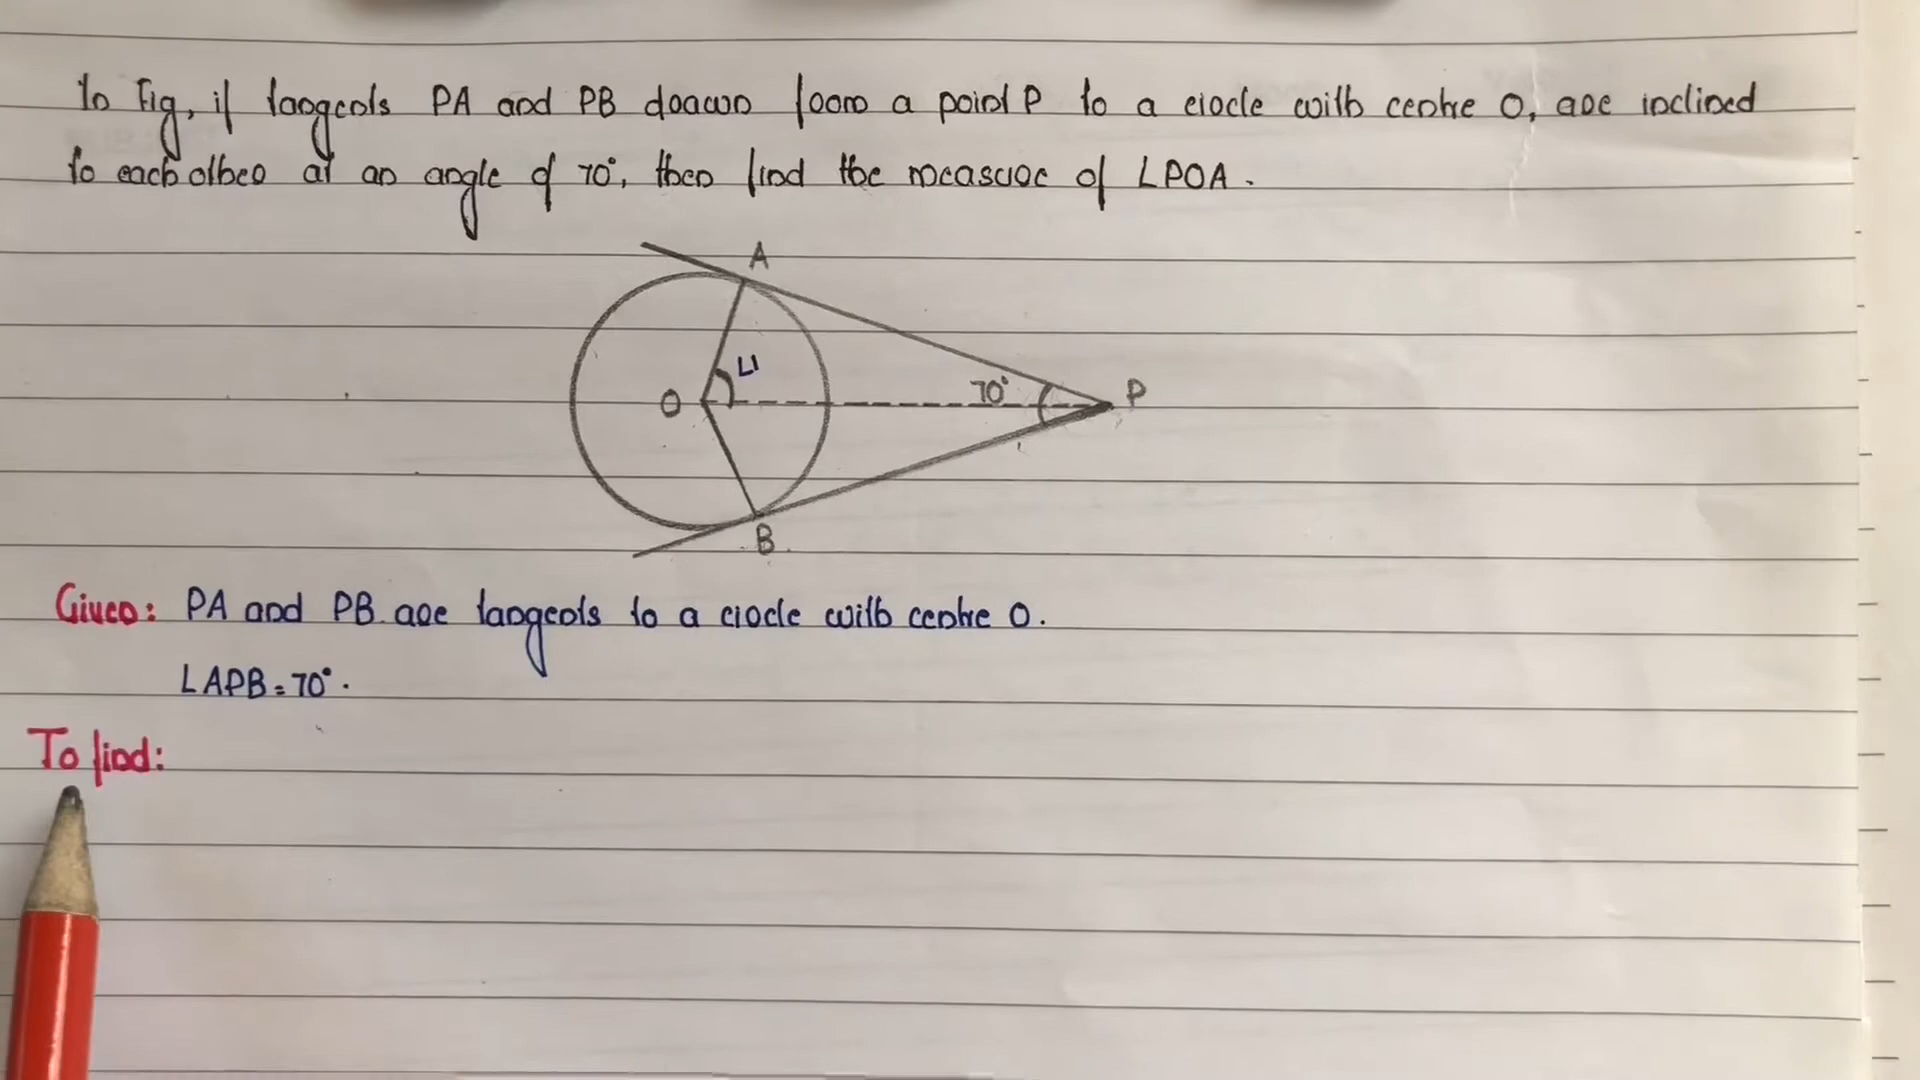 In Fig, if tangents PA and PB drawn from a point P to a circle with centre O, are inclined
to each other at an angle of 70°, then find the measure of ∠POA.
A
∠1
O
70°
P
B
Given: PA and PB are tangents to a circle with centre O.
∠APB = 70°.
To find: